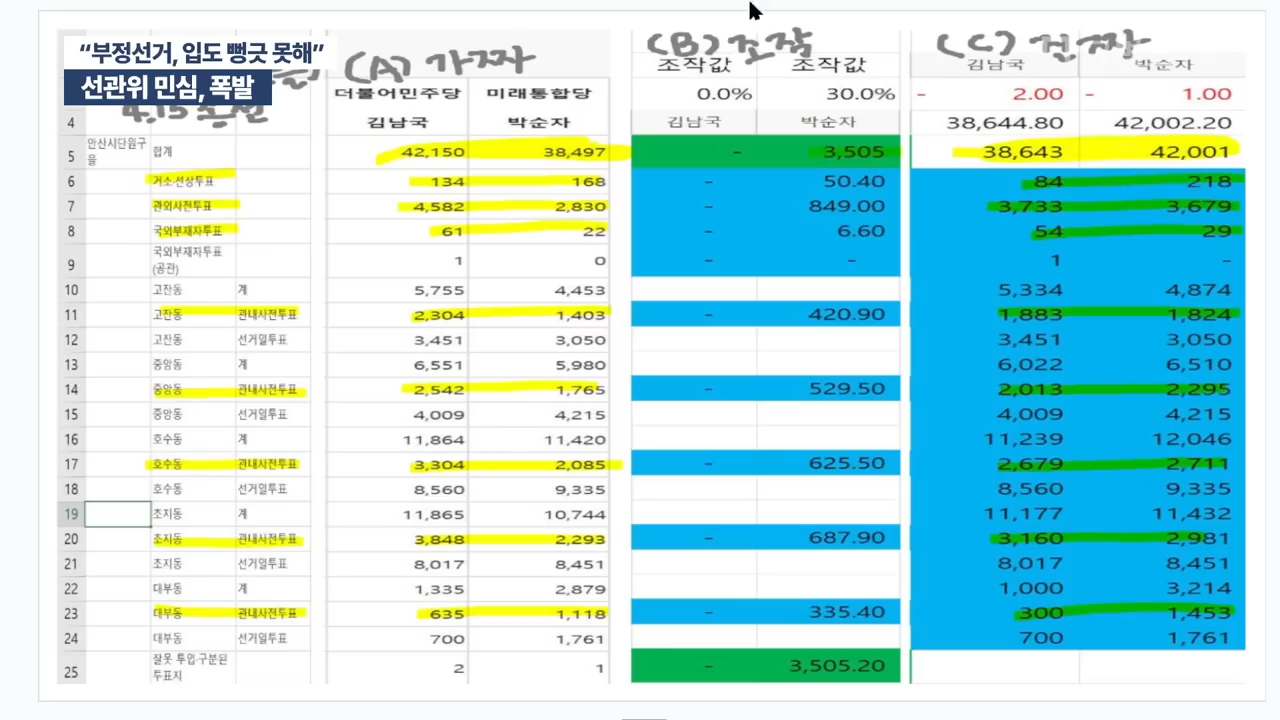 “부정선거, 입도 뻥긋 못해”
선관위 민심, 폭발
4.15 총선
(A) 가짜
(B) 조작
(C) 진짜
조작값 조작값 김남국 박순자
더불어민주당 미래통합당 0.0% 30.0% - 2.00 - 1.00
4 김남국 박순자 김남국 박순자 38,644.80 42,002.20
5 안산시단원구을 합계 42,150 38,497 - 3,505 38,643 42,001
6 거소·선상투표 134 168 - 50.40 84 218
7 관외사전투표 4,582 2,830 - 849.00 3,733 3,679
8 국외부재자투표 61 22 - 6.60 54 29
9 국외부재자투표(공관) 1 0 - - 1 -
10 고잔동 계 5,755 4,453 5,334 4,874
11 고잔동 관내사전투표 2,304 1,403 - 420.90 1,883 1,824
12 고잔동 선거일투표 3,451 3,050 3,451 3,050
13 중앙동 계 6,551 5,980 6,022 6,510
14 중앙동 관내사전투표 2,542 1,765 - 529.50 2,013 2,295
15 중앙동 선거일투표 4,009 4,215 4,009 4,215
16 호수동 계 11,864 11,420 11,239 12,046
17 호수동 관내사전투표 3,304 2,085 - 625.50 2,679 2,711
18 호수동 선거일투표 8,560 9,335 8,560 9,335
19 초지동 계 11,865 10,744 11,177 11,432
20 초지동 관내사전투표 3,848 2,293 - 687.90 3,160 2,981
21 초지동 선거일투표 8,017 8,451 8,017 8,451
22 대부동 계 1,335 2,879 1,000 3,214
23 대부동 관내사전투표 635 1,118 - 335.40 300 1,453
24 대부동 선거일투표 700 1,761 700 1,761
25 잘못 투입·구분된 투표지 2 1 - 3,505.20